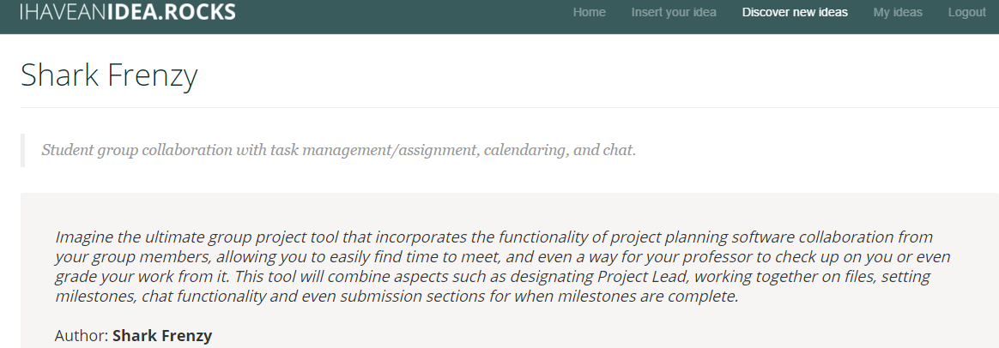 IHAVEANIDEA.ROCKS Home Insert your idea Discover new ideas My ideas Logout
Shark Frenzy
Student group collaboration with task management/assignment, calendaring, and chat.
Imagine the ultimate group project tool that incorporates the functionality of project planning software collaboration from
your group members, allowing you to easily find time to meet, and even a way for your professor to check up on you or even
grade your work from it. This tool will combine aspects such as designating Project Lead, working together on files, setting
milestones, chat functionality and even submission sections for when milestones are complete.
Author: Shark Frenzy